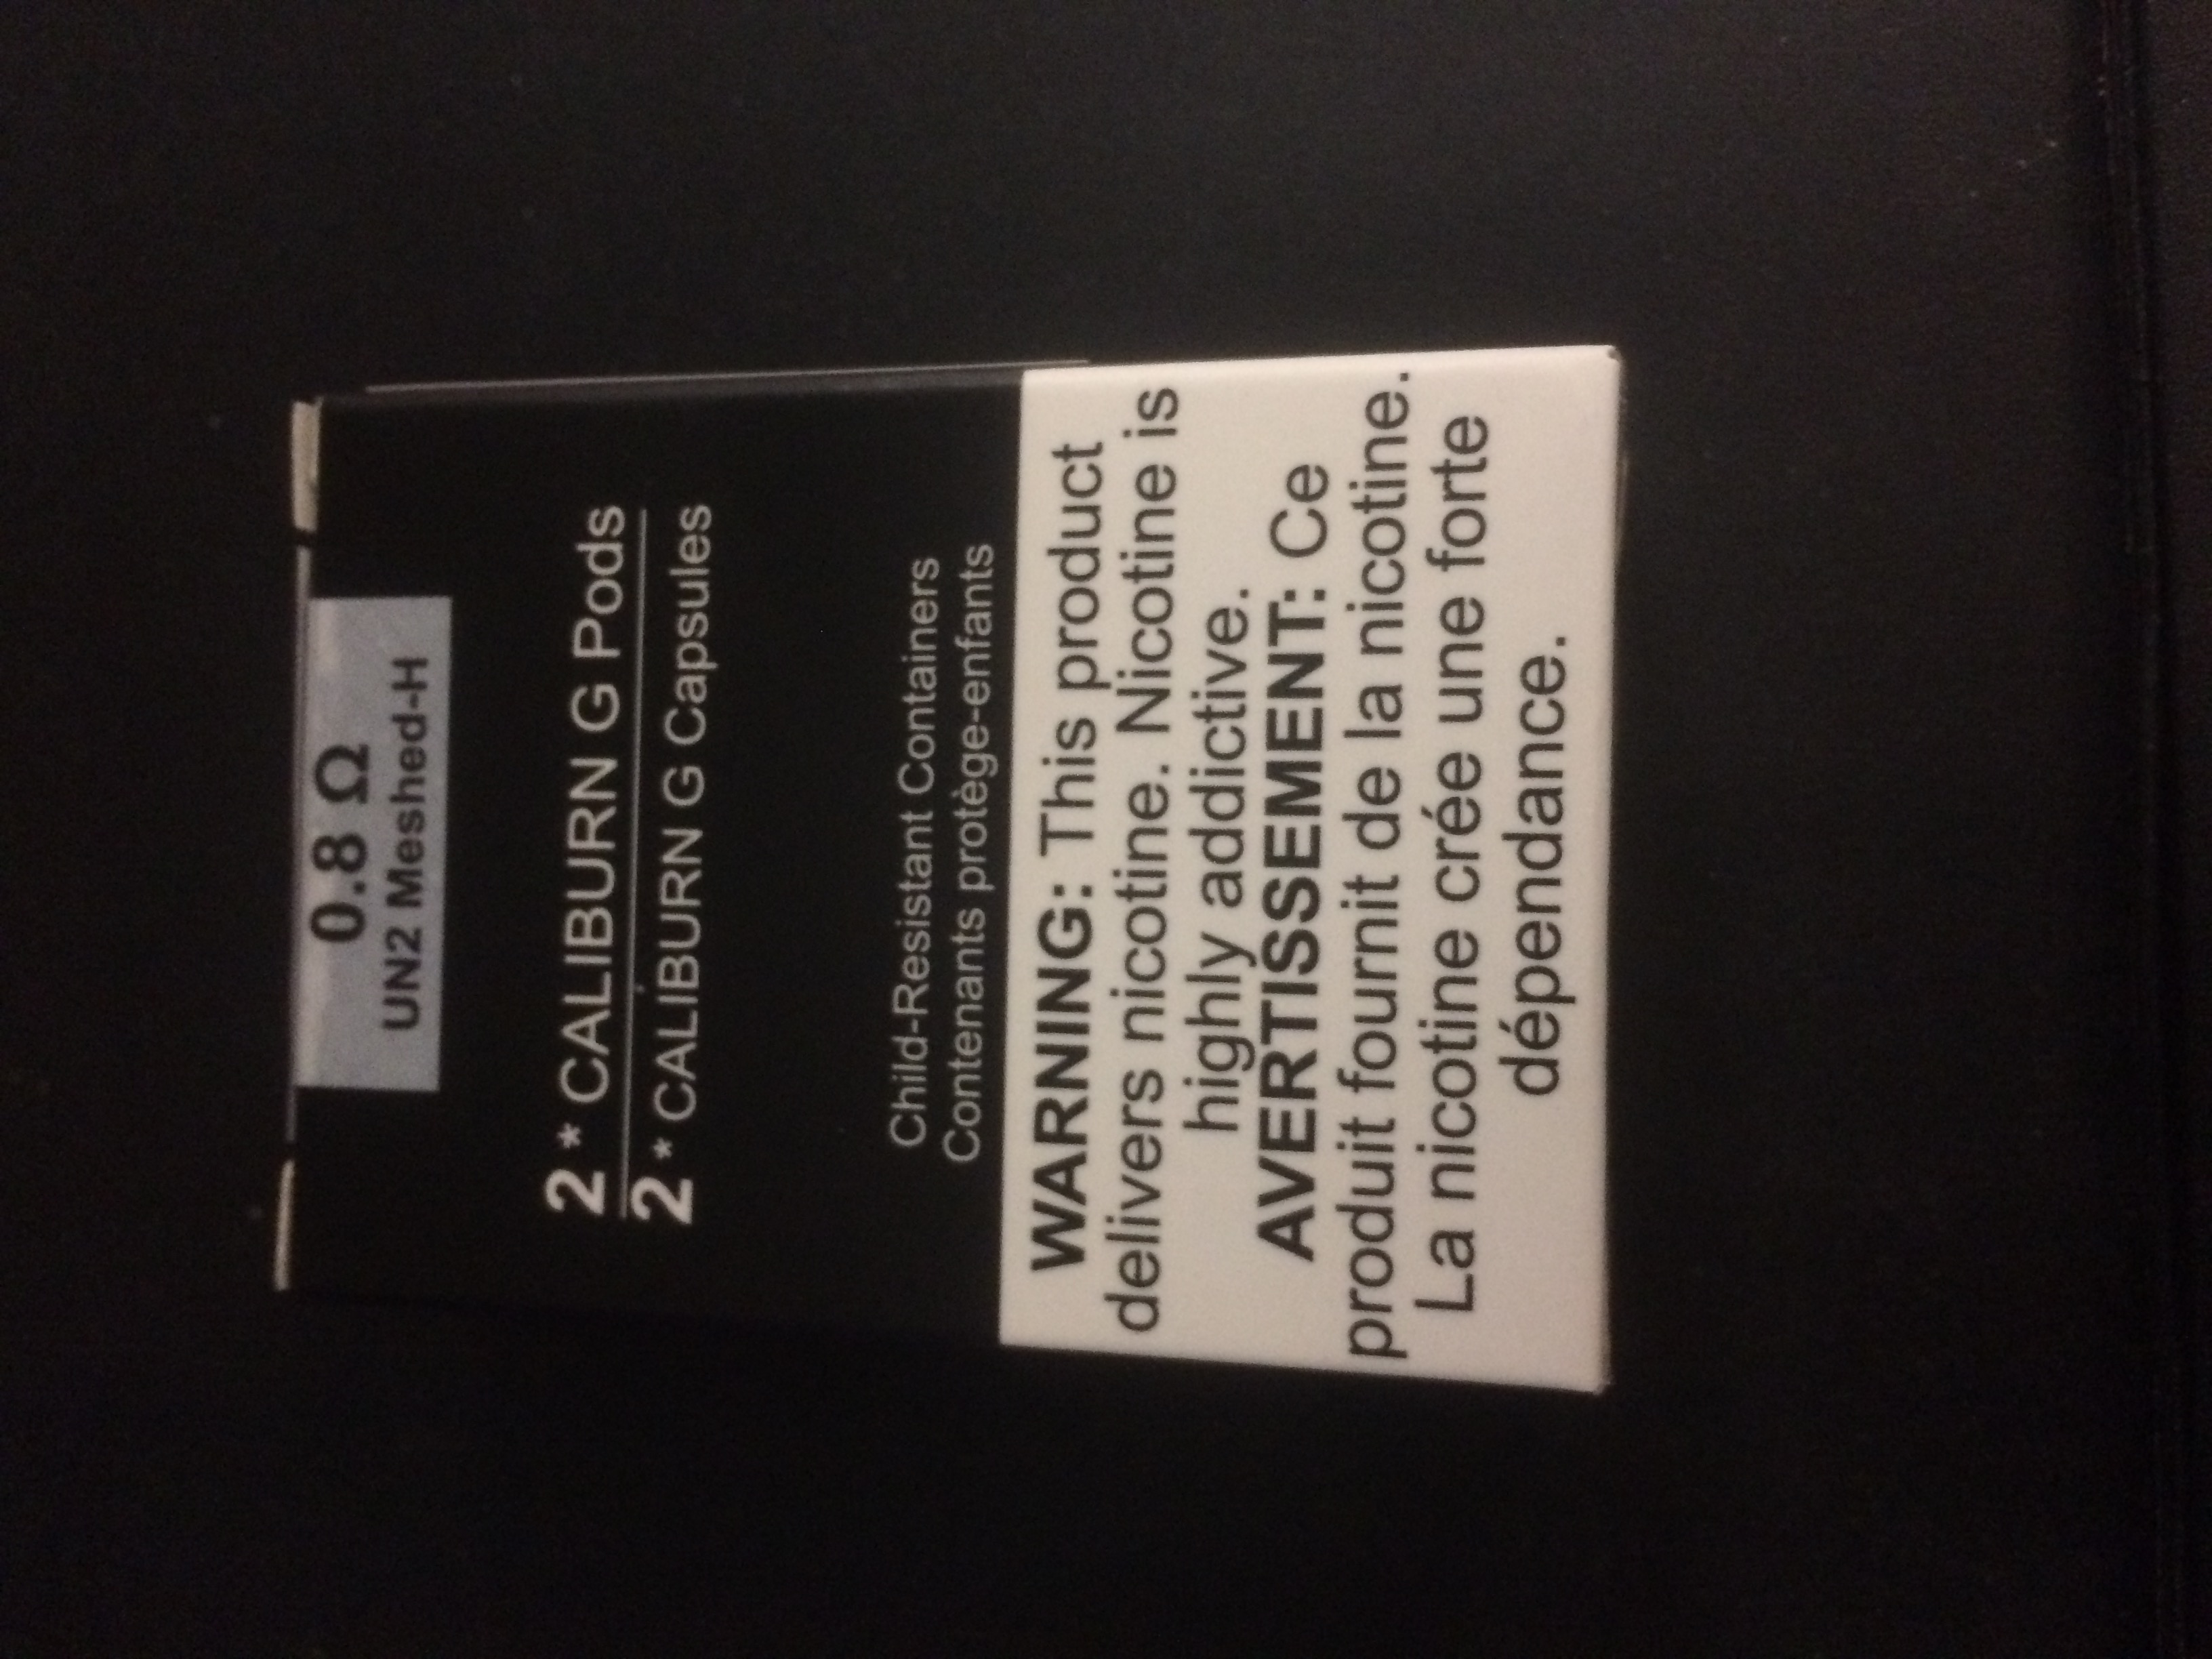 0.8 Ω
UN2 Meshed-H
2* CALIBURN G Pods
2* CALIBURN G Capsules
Child-Resistant Containers
Contenants protège-enfants
WARNING: This product
delivers nicotine. Nicotine is
highly addictive.
AVERTISSEMENT: Ce
produit fournit de la nicotine.
La nicotine crée une forte
dépendance.